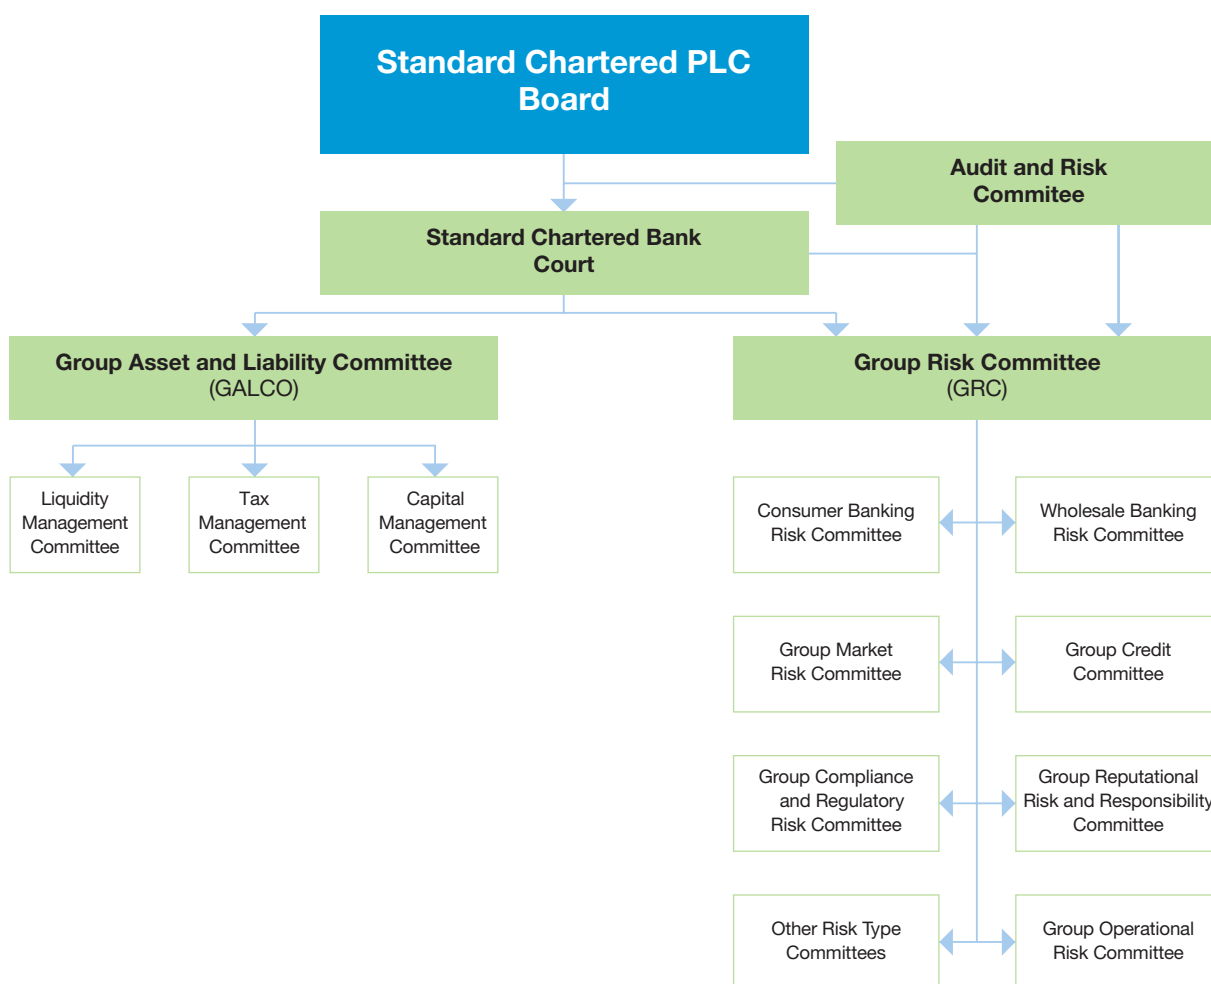 Standard Chartered PLC
Board
Audit and Risk
Commitee
Standard Chartered Bank
Court
Group Asset and Liability Committee
(GALCO)
Group Risk Committee
(GRC)
Liquidity
Management
Committee
Tax
Management
Committee
Capital
Management
Committee
Consumer Banking
Risk Committee
Wholesale Banking
Risk Committee
Group Market
Risk Committee
Group Credit
Committee
Group Compliance
and Regulatory
Risk Committee
Group Reputational
Risk and Responsibility
Committee
Other Risk Type
Committees
Group Operational
Risk Committee